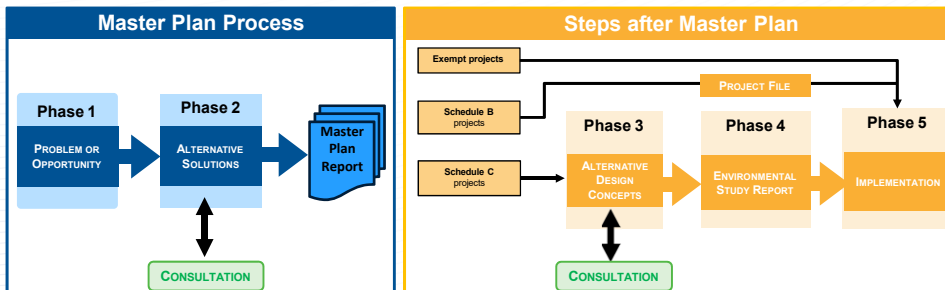 Master Plan Process
Phase 1
PROBLEM OR
OPPORTUNITY
Phase 2
ALTERNATIVE
SOLUTIONS
Master
Plan
Report
CONSULTATION
Steps after Master Plan
Exempt projects
PROJECT FILE
Schedule B
projects
Schedule C
projects
Phase 3
ALTERNATIVE
DESIGN
CONCEPTS
Phase 4
ENVIRONMENTAL
STUDY REPORT
Phase 5
IMPLEMENTATION
CONSULTATION